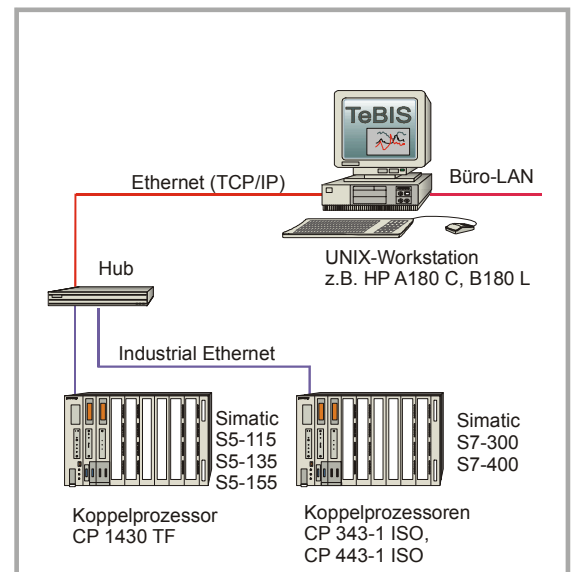 TeBIS
Ethernet (TCP/IP)
Büro-LAN
UNIX-Workstation
z.B. HP A180 C, B180 L
Hub
Industrial Ethernet
Simatic
S5-115
S5-135
S5-155
Simatic
S7-300
S7-400
Koppelprozessor
CP 1430 TF
Koppelprozessoren
CP 343-1 ISO,
CP 443-1 ISO